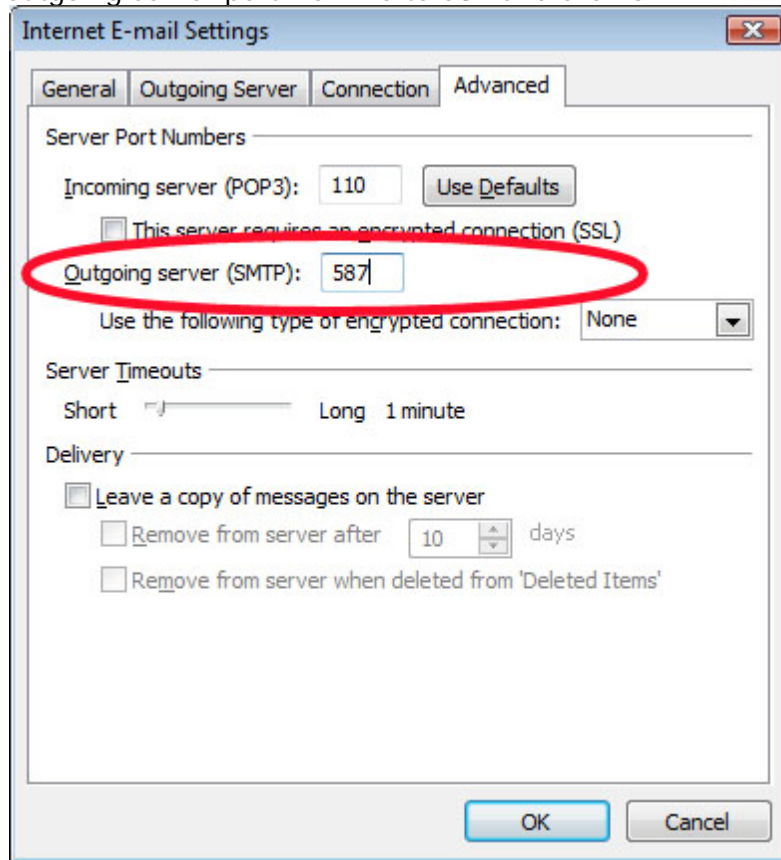 Internet E-mail Settings
General Outgoing Server Connection Advanced
Server Port Numbers
Incoming server (POP3): 110 Use Defaults
This server requires an encrypted connection (SSL)
Outgoing server (SMTP): 587
Use the following type of encrypted connection: None
Server Timeouts
Short Long 1 minute
Delivery
Leave a copy of messages on the server
Remove from server after 10 days
Remove from server when deleted from 'Deleted Items'
OK Cancel